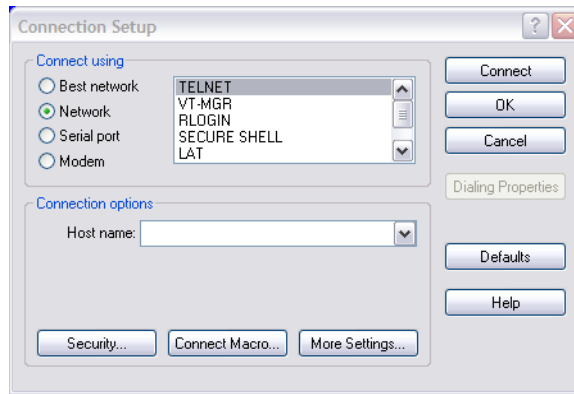 Connection Setup
Connect using
Best network
Network
Serial port
Modem
TELNET
VT-MGR
RLOGIN
SECURE SHELL
LAT
Connect
OK
Cancel
Dialing Properties
Connection options
Host name:
Defaults
Help
Security...
Connect Macro...
More Settings...